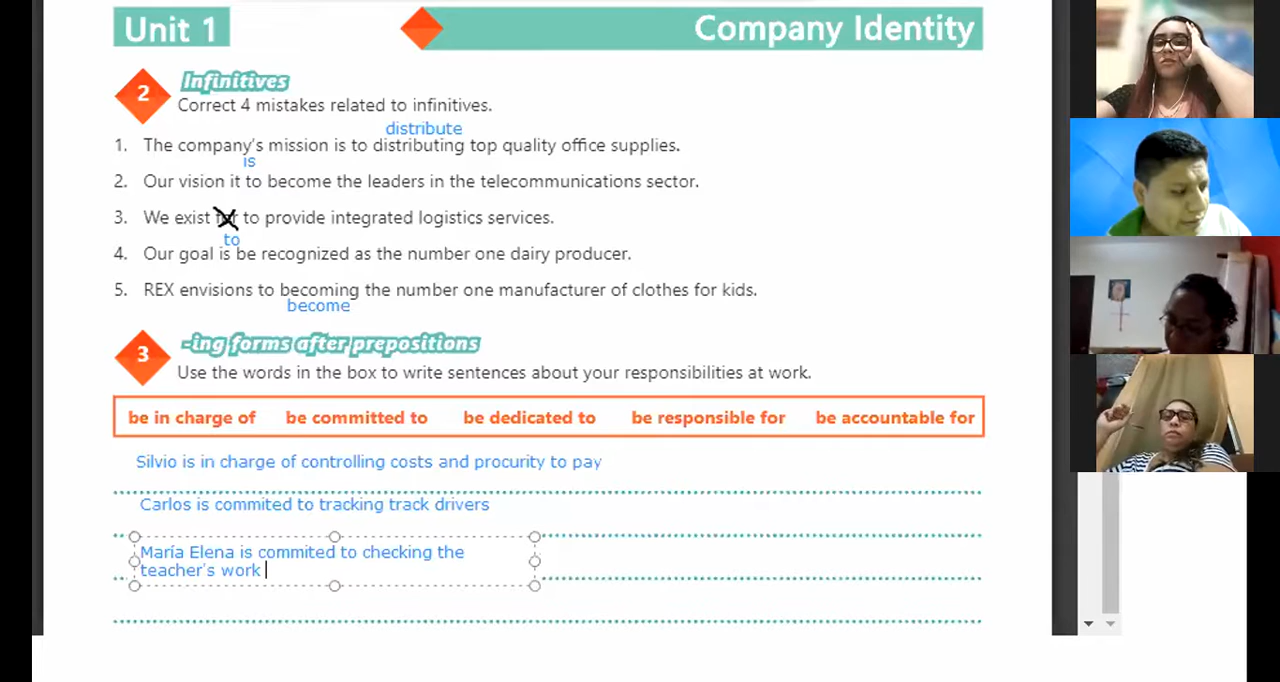 Unit 1
Company Identity
2
Infinitives
Correct 4 mistakes related to infinitives.
distribute
1. The company's mission is to distributing top quality office supplies.
is
2. Our vision it to become the leaders in the telecommunications sector.
3. We exist for to provide integrated logistics services.
to
4. Our goal is be recognized as the number one dairy producer.
5. REX envisions to becoming the number one manufacturer of clothes for kids.
become
3
-ing forms after prepositions
Use the words in the box to write sentences about your responsibilities at work.
be in charge of be committed to be dedicated to be responsible for be accountable for
Silvio is in charge of controlling costs and procurity to pay
Carlos is commited to tracking track drivers
María Elena is commited to checking the
teacher's work